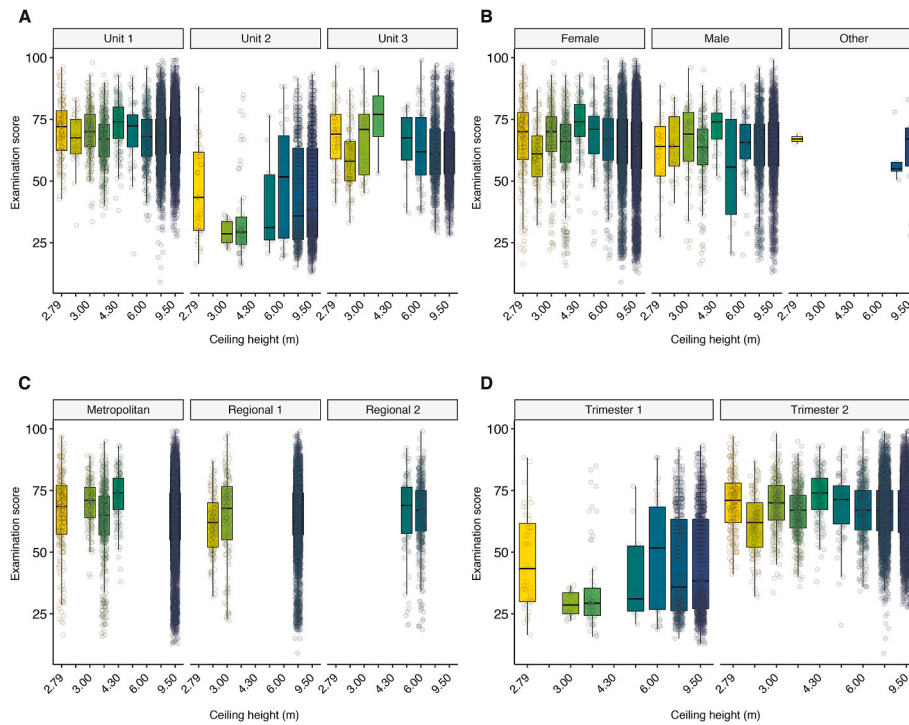 A
Unit 1 Unit 2 Unit 3
Examination score
100
75
50
25
2.79 3.00 4.30 6.00 9.50 2.79 3.00 4.30 6.00 9.50 2.79 3.00 4.30 6.00 9.50
Ceiling height (m)
B
Female Male Other
Examination score
100
75
50
25
2.79 3.00 4.30 6.00 9.50 2.79 3.00 4.30 6.00 9.50 2.79 3.00 4.30 6.00 9.50
Ceiling height (m)
C
Metropolitan Regional 1 Regional 2
Examination score
100
75
50
25
2.79 3.00 4.30 6.00 9.50 2.79 3.00 4.30 6.00 9.50 2.79 3.00 4.30 6.00 9.50
Ceiling height (m)
D
Trimester 1 Trimester 2
Examination score
100
75
50
25
2.79 3.00 4.30 6.00 9.50 2.79 3.00 4.30 6.00 9.50
Ceiling height (m)